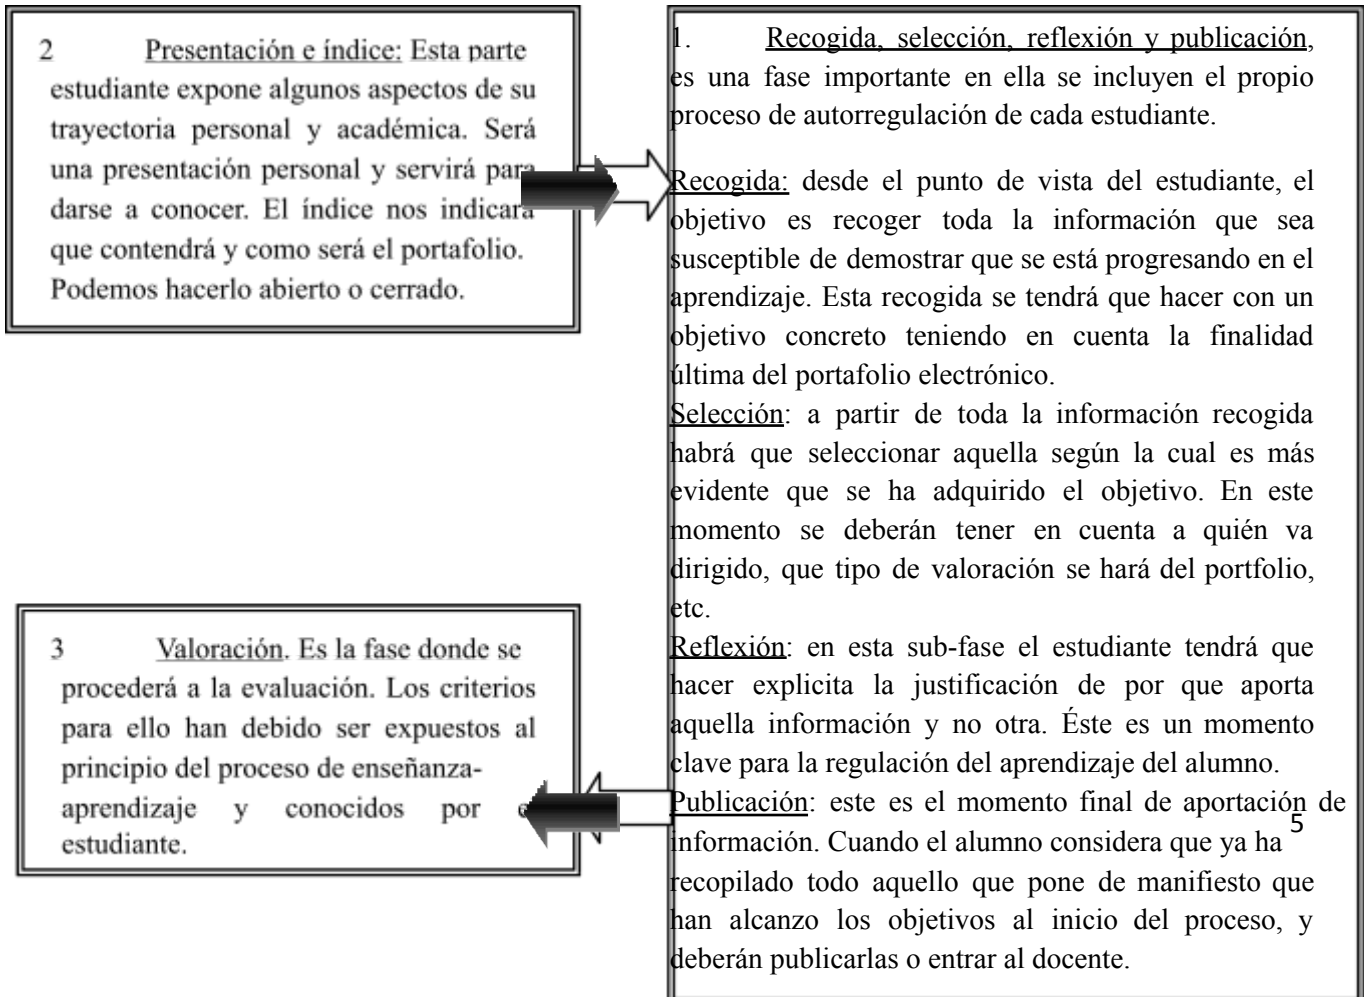 2 Presentación e índice: Esta parte
estudiante expone algunos aspectos de su
trayectoria personal y académica. Será
una presentación personal y servirá para
darse a conocer. El índice nos indicará
que contendrá y como será el portafolio.
Podemos hacerlo abierto o cerrado.
1. Recogida, selección, reflexión y publicación,
es una fase importante en ella se incluyen el propio
proceso de autorregulación de cada estudiante.
Recogida: desde el punto de vista del estudiante, el
objetivo es recoger toda la información que sea
susceptible de demostrar que se está progresando en el
aprendizaje. Esta recogida se tendrá que hacer con un
objetivo concreto teniendo en cuenta la finalidad
última del portafolio electrónico.
Selección: a partir de toda la información recogida
habrá que seleccionar aquella según la cual es más
evidente que se ha adquirido el objetivo. En este
momento se deberán tener en cuenta a quién va
dirigido, que tipo de valoración se hará del portfolio,
etc.
Reflexión: en esta sub-fase el estudiante tendrá que
hacer explicita la justificación de por que aporta
aquella información y no otra. Éste es un momento
clave para la regulación del aprendizaje del alumno.
Publicación: este es el momento final de aportación de
información. Cuando el alumno considera que ya ha
recopilado todo aquello que pone de manifiesto que
han alcanzo los objetivos al inicio del proceso, y
deberán publicarlas o entrar al docente.
5
3 Valoración. Es la fase donde se
procederá a la evaluación. Los criterios
para ello han debido ser expuestos al
principio del proceso de enseñanza-
aprendizaje y conocidos por
estudiante.